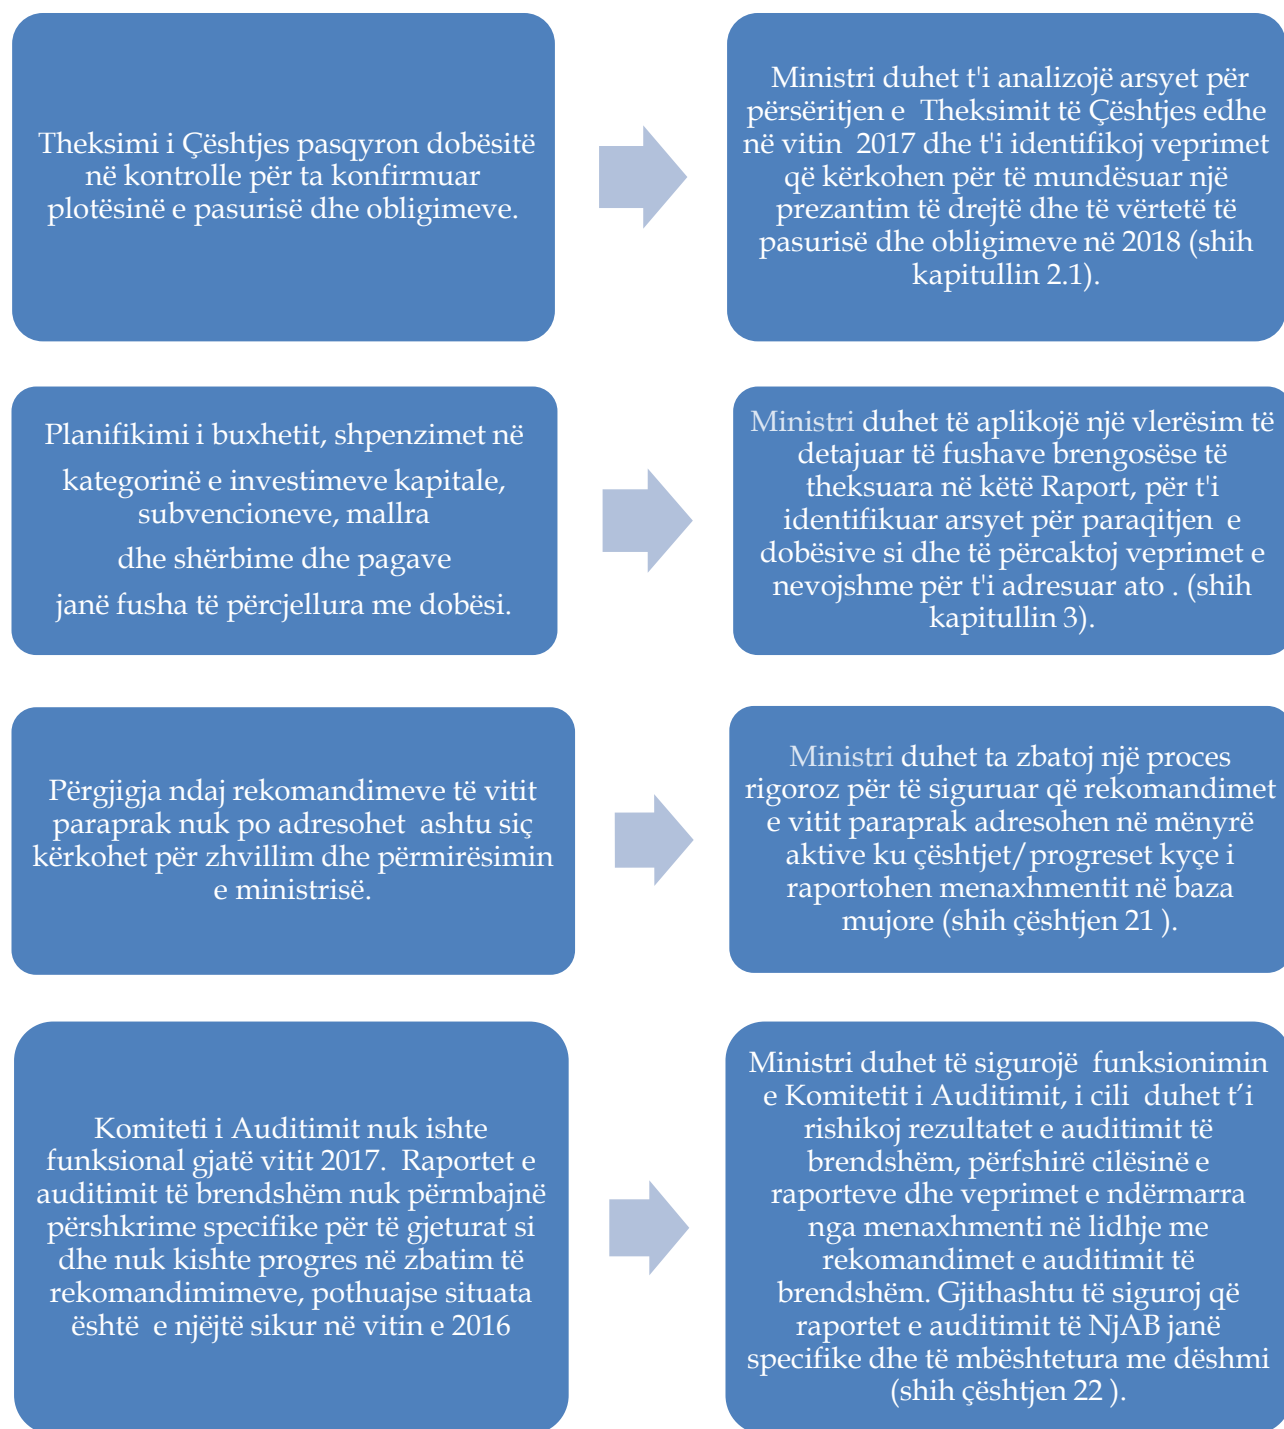 Theksimi i Çështjes pasqyron dobësitë
në kontrolle për ta konfirmuar
plotësinë e pasurisë dhe obligimeve.
Ministri duhet t'i analizojë arsyet për
përsëritjen e Theksimit të Çështjes edhe
në vitin 2017 dhe t'i identifikoj veprimet
që kërkohen për të mundësuar një
prezantim të drejtë dhe të vërtetë të
pasurisë dhe obligimeve në 2018 (shih
kapitullin 2.1).
Planifikimi i buxhetit, shpenzimet në
kategorinë e investimeve kapitale,
subvencioneve, mallra
dhe shërbime dhe pagave
janë fusha të përcjellura me dobësi.
Ministri duhet të aplikojë një vlerësim të
detajuar të fushave brengosëse të
theksuara në këtë Raport, për t'i
identifikuar arsyet për paraqitjen e
dobësive si dhe të përcaktoj veprimet e
nevojshme për t'i adresuar ato . (shih
kapitullin 3).
Përgjigja ndaj rekomandimeve të vitit
paraprak nuk po adresohet ashtu siç
kërkohet për zhvillim dhe përmirësimin
e ministrisë.
Ministri duhet ta zbatoj një proces
rigoroz për të siguruar që rekomandimet
e vitit paraprak adresohen në mënyrë
aktive ku çështjet/progreset kyçe i
raportohen menaxhmentit në baza
mujore (shih çështjen 21 ).
Komiteti i Auditimit nuk ishte
funksional gjatë vitit 2017. Raportet e
auditimit të brendshëm nuk përmbajnë
përshkrime specifike për të gjeturat si
dhe nuk kishte progres në zbatim të
rekomandimimeve, pothuajse situata
është e njëjtë sikur në vitin e 2016
Ministri duhet të sigurojë funksionimin
e Komitetit i Auditimit, i cili duhet t’i
rishikoj rezultatet e auditimit të
brendshëm, përfshirë cilësinë e
raporteve dhe veprimet e ndërmarra
nga menaxhmenti në lidhje me
rekomandimet e auditimit të
brendshëm. Gjithashtu të siguroj që
raportet e auditimit të NjAB janë
specifike dhe të mbështetura me dëshmi
(shih çështjen 22 ).